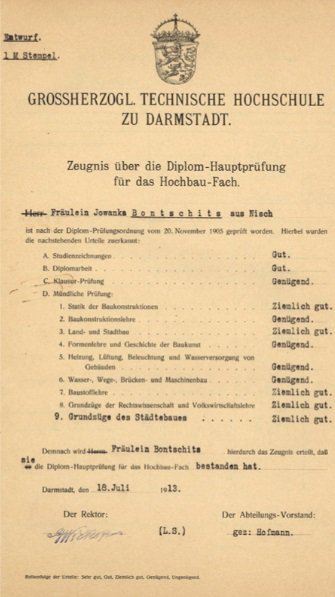 Entwurf.
1 M Stempel.
GROSSHERZOGL. TECHNISCHE HOCHSCHULE
ZU DARMSTADT.
Zeugnis über die Diplom-Hauptprüfung
für das Hochbau-Fach.
Herr Fräulein Jowanka Bontschits aus Nisch
ist nach der Diplom-Prüfungsordnung vom 20. November 1905 geprüft worden. Hierbei wurden
die nachstehenden Urteile zuerkannt:
A. Studienzeichnungen Gut.
B. Diplomarbeit Gut.
C. Klausur-Prüfung Genügend.
D. Mündliche Prüfung:
1. Statik der Baukonstruktionen Ziemlich gut.
2. Baukonstruktionslehre Genügend.
3. Land- und Stadtbau Ziemlich gut.
4. Formenlehre und Geschichte der Baukunst Genügend.
5. Heizung, Lüftung, Beleuchtung und Wasserversorgung von
Gebäuden Genügend.
6. Wasser-, Wege-, Brücken- und Maschinenbau Genügend.
7. Baustofflehre Ziemlich gut.
8. Grundzüge der Rechtswissenschaft und Volkswirtschaftslehre Ziemlich gut.
9. Grundzüge des Städtebaues Ziemlich gut.
Demnach wird Herrn Fräulein Bontschits hierdurch das Zeugnis erteilt, daß
sie
er die Diplom-Hauptprüfung für das Hochbau-Fach bestanden hat.
Darmstadt, den 18. Juli 1913.
Der Rektor: Der Abteilungs-Vorstand:
(L.S.) gez: Hofmann.
Reihenfolge der Urteile: Sehr gut, Gut, Ziemlich gut, Genügend, Ungenügend.